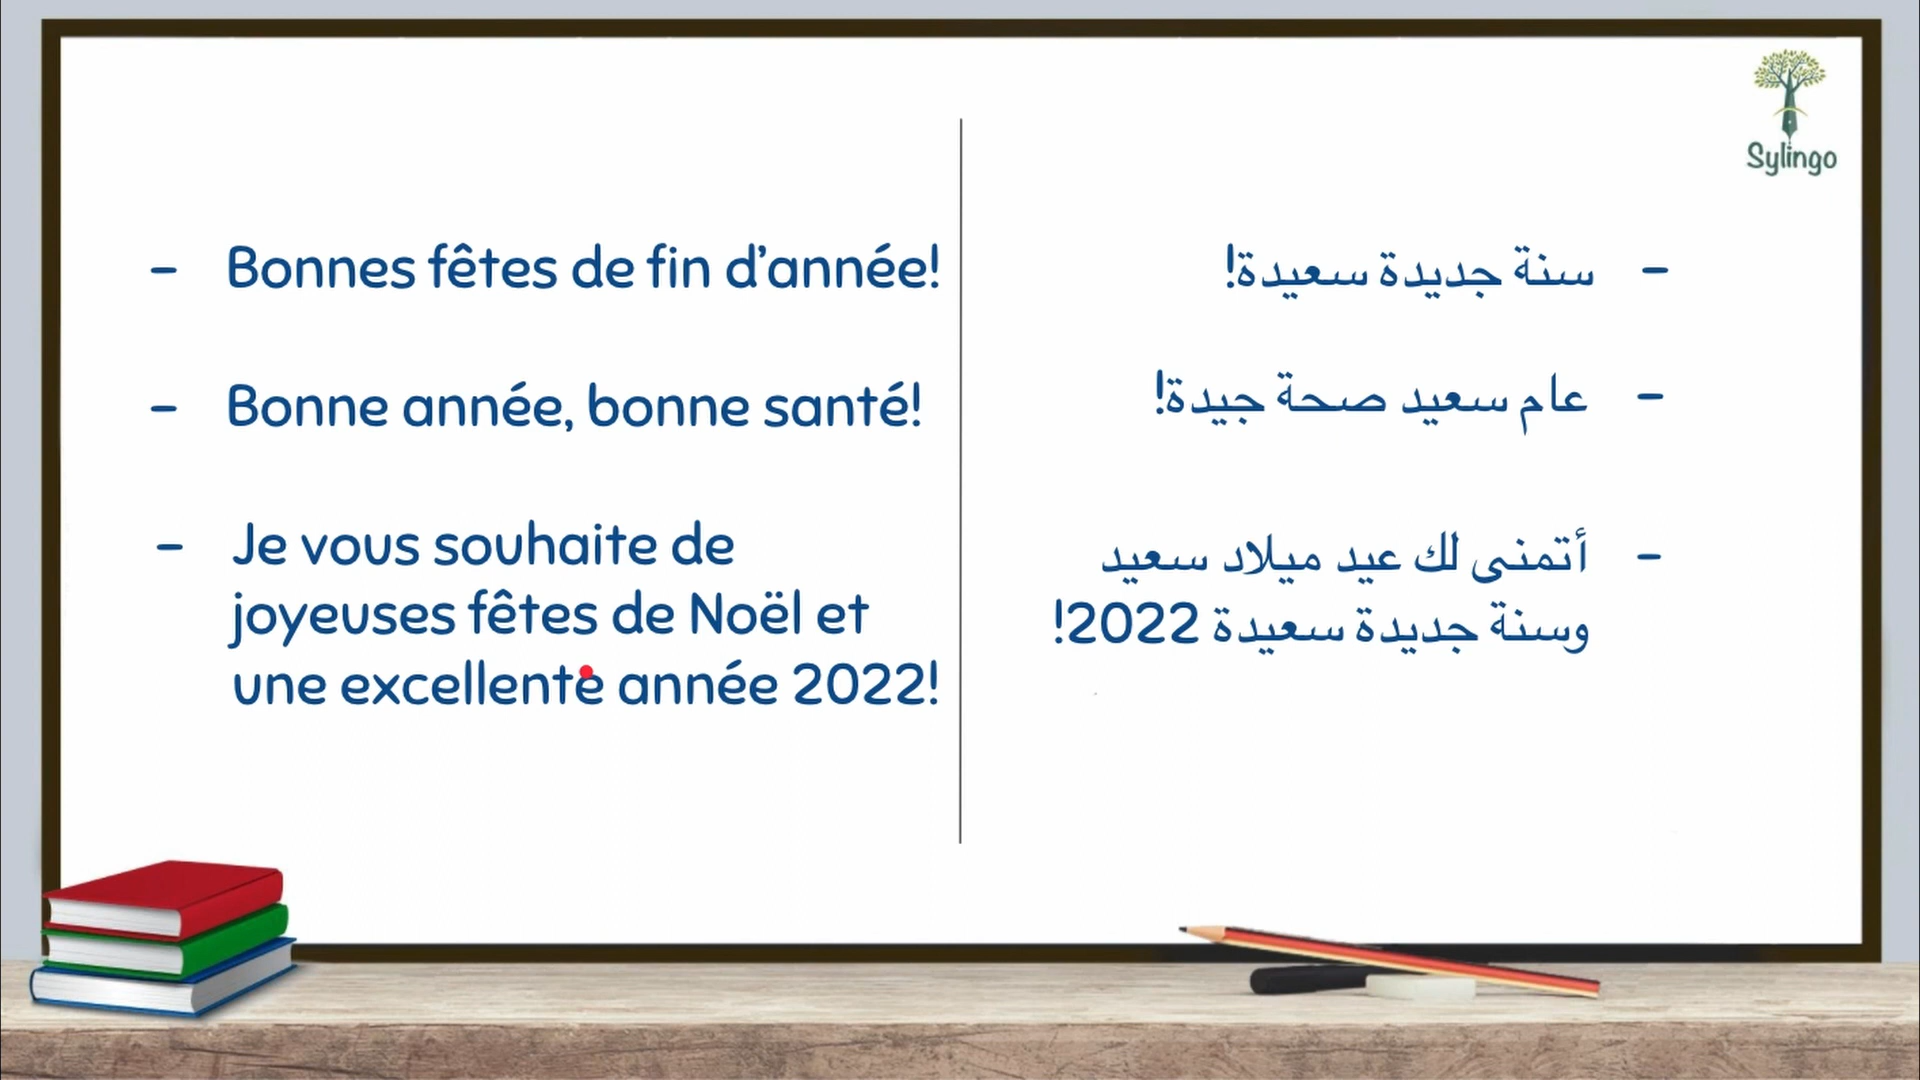 Sylingo
- Bonnes fêtes de fin d'année!
- Bonne année, bonne santé!
- Je vous souhaite de
joyeuses fêtes de Noël et
une excellente année 2022!
- سنة جديدة سعيدة!
- عام سعيد صحة جيدة!
- أتمنى لك عيد ميلاد سعيد
وسنة جديدة سعيدة 2022!